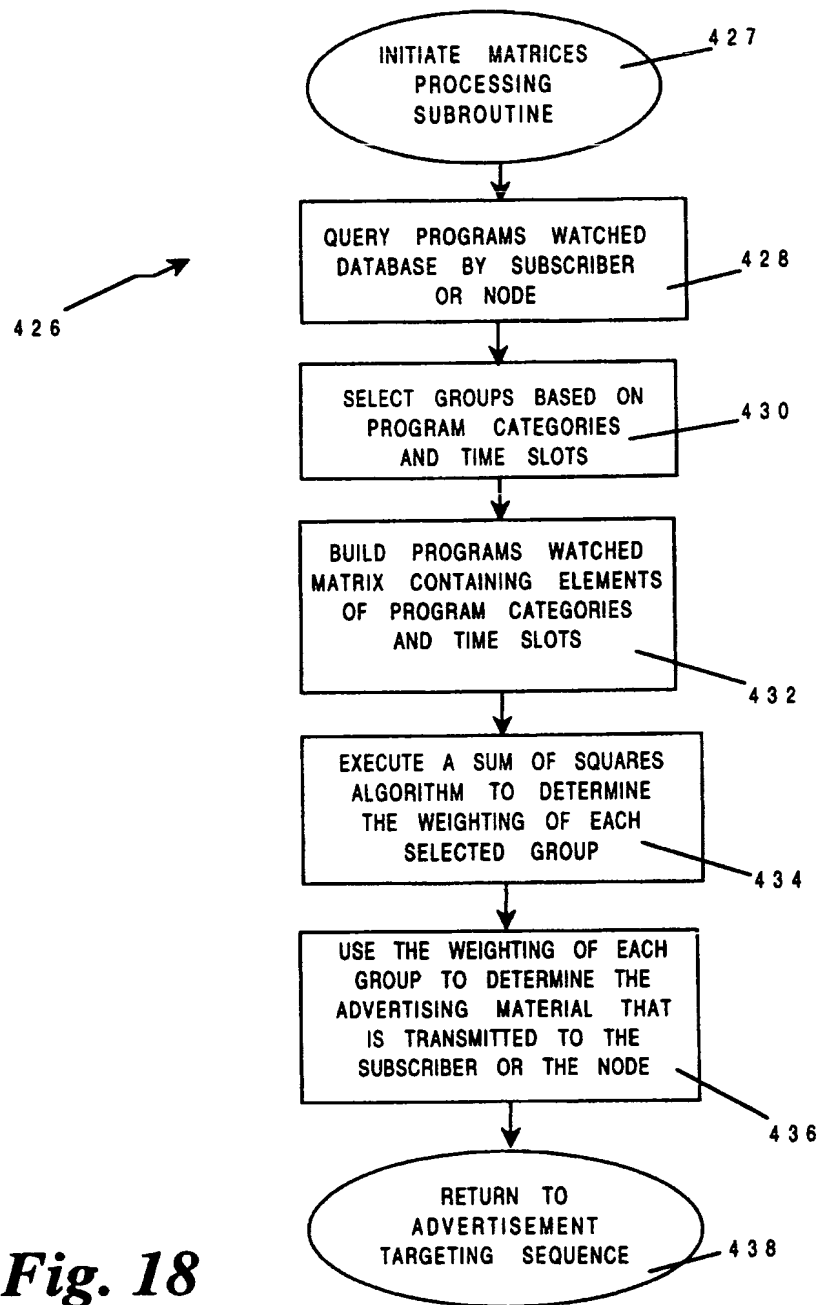 INITIATE MATRICES
PROCESSING
SUBROUTINE
427
QUERY PROGRAMS WATCHED
DATABASE BY SUBSCRIBER
OR NODE
428
426
SELECT GROUPS BASED ON
PROGRAM CATEGORIES
AND TIME SLOTS
430
BUILD PROGRAMS WATCHED
MATRIX CONTAINING ELEMENTS
OF PROGRAM CATEGORIES
AND TIME SLOTS
432
EXECUTE A SUM OF SQUARES
ALGORITHM TO DETERMINE
THE WEIGHTING OF EACH
SELECTED GROUP
434
USE THE WEIGHTING OF EACH
GROUP TO DETERMINE THE
ADVERTISING MATERIAL THAT
IS TRANSMITTED TO THE
SUBSCRIBER OR THE NODE
436
RETURN TO
ADVERTISEMENT
TARGETING SEQUENCE
438
Fig. 18